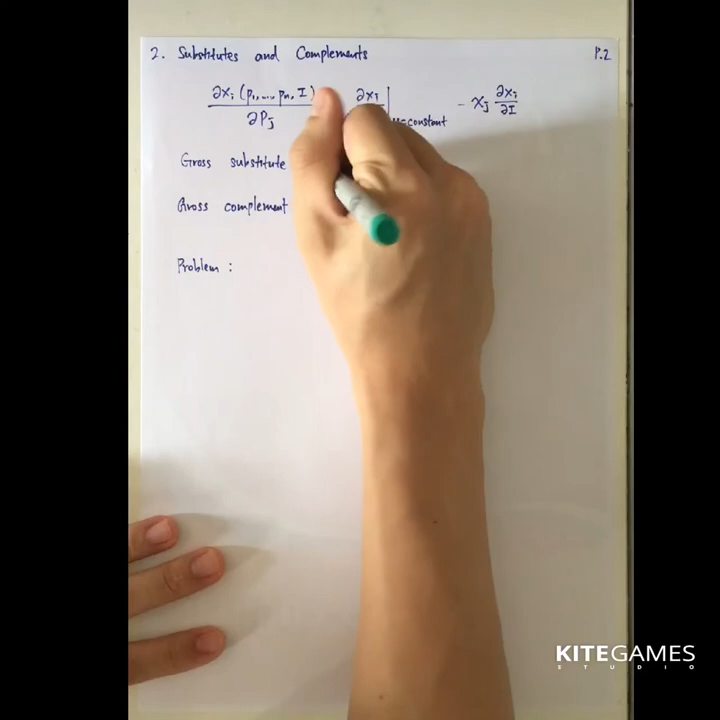 2. Substitutes and Complements P.2
∂xᵢ (p₁,..., pₙ, I) ∂xᵢ - xⱼ ∂xᵢ
∂Pⱼ =constant ∂I
Gross substitute
Gross complement
Problem :
KITEGAMES
STUDIO